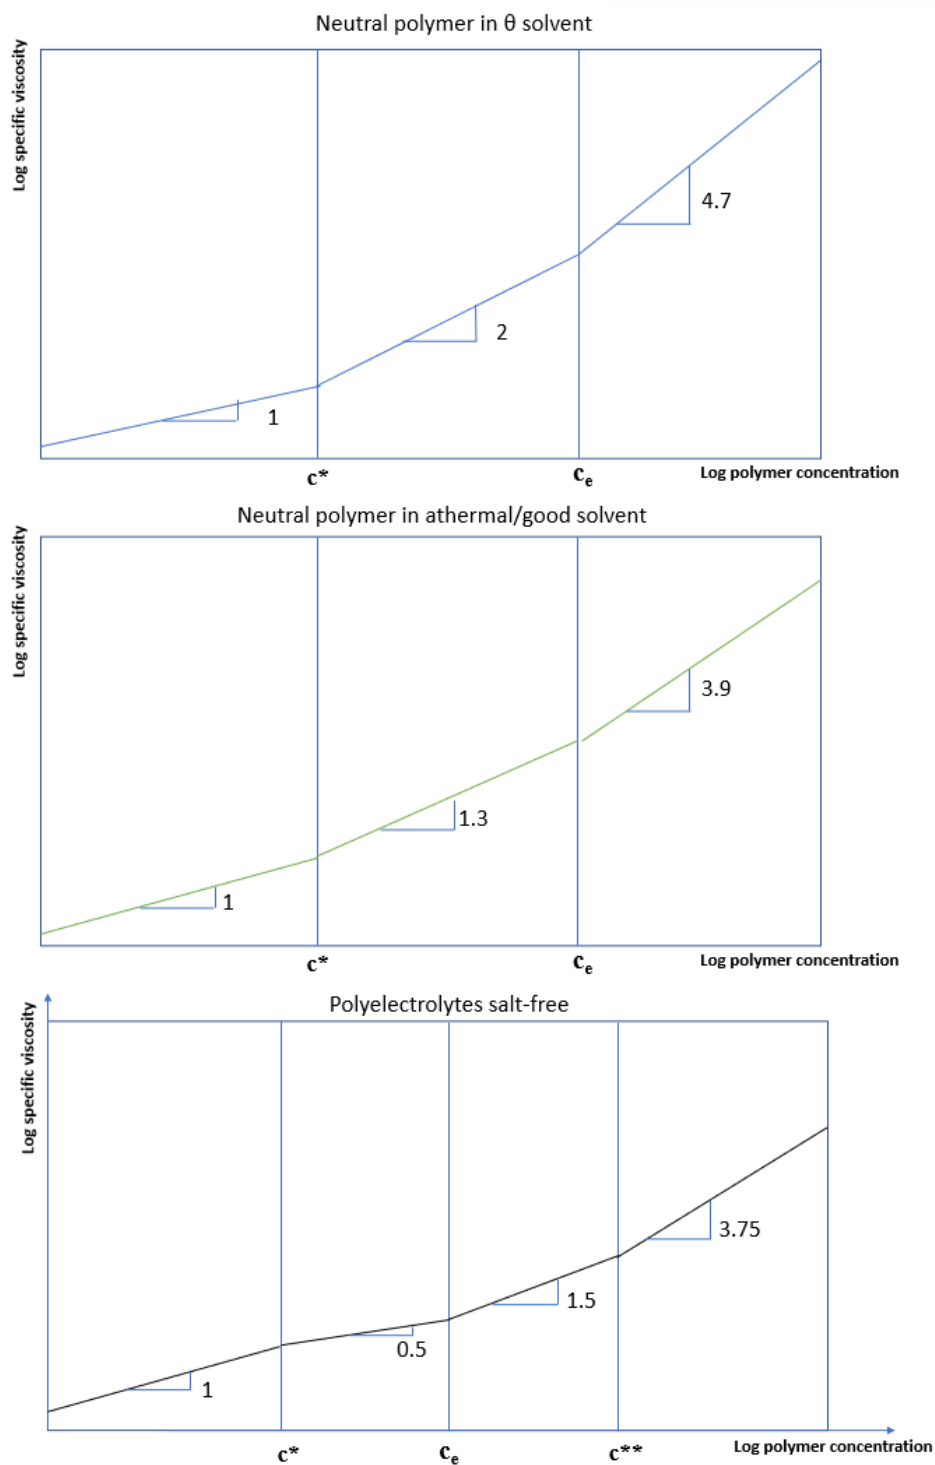 Neutral polymer in θ solvent
Log specific viscosity
4.7
2
1
c*
ce
Log polymer concentration
Neutral polymer in athermal/good solvent
Log specific viscosity
3.9
1.3
1
c*
ce
Log polymer concentration
Polyelectrolytes salt-free
Log specific viscosity
3.75
1.5
0.5
1
c*
ce
c**
Log polymer concentration